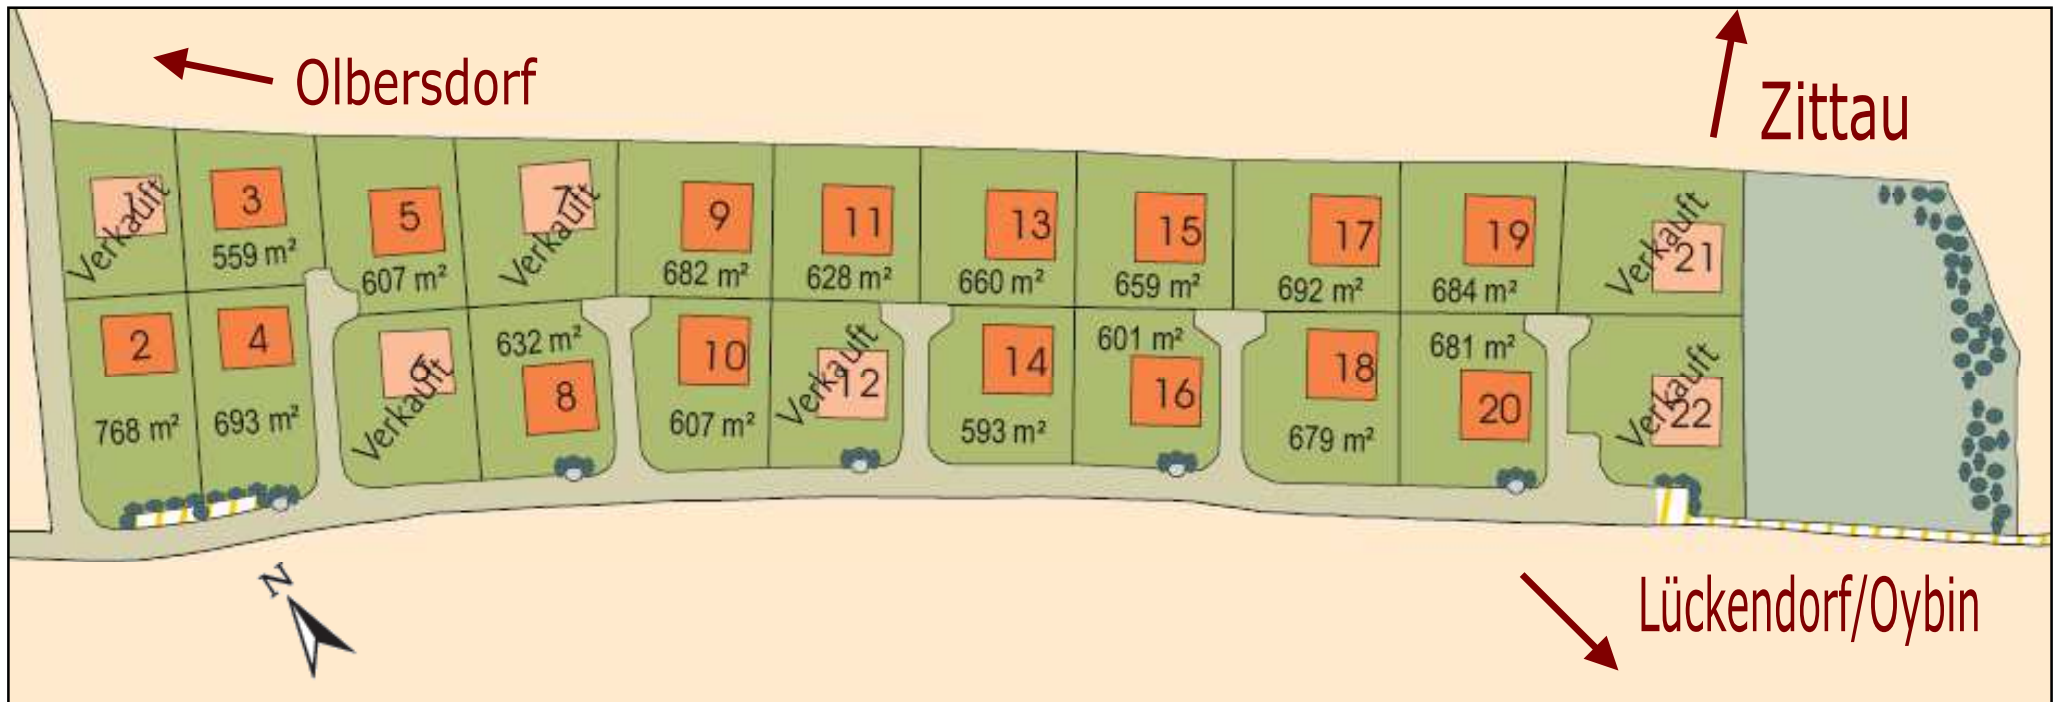 Olbersdorf
Zittau
1
Verkauft
3
559 m²
5
607 m²
7
Verkauft
9
682 m²
11
628 m²
13
660 m²
15
659 m²
17
692 m²
19
684 m²
21
Verkauft
2
768 m²
4
693 m²
6
Verkauft
632 m²
8
10
607 m²
12
Verkauft
14
593 m²
601 m²
16
18
679 m²
681 m²
20
22
Verkauft
N
Lückendorf/Oybin